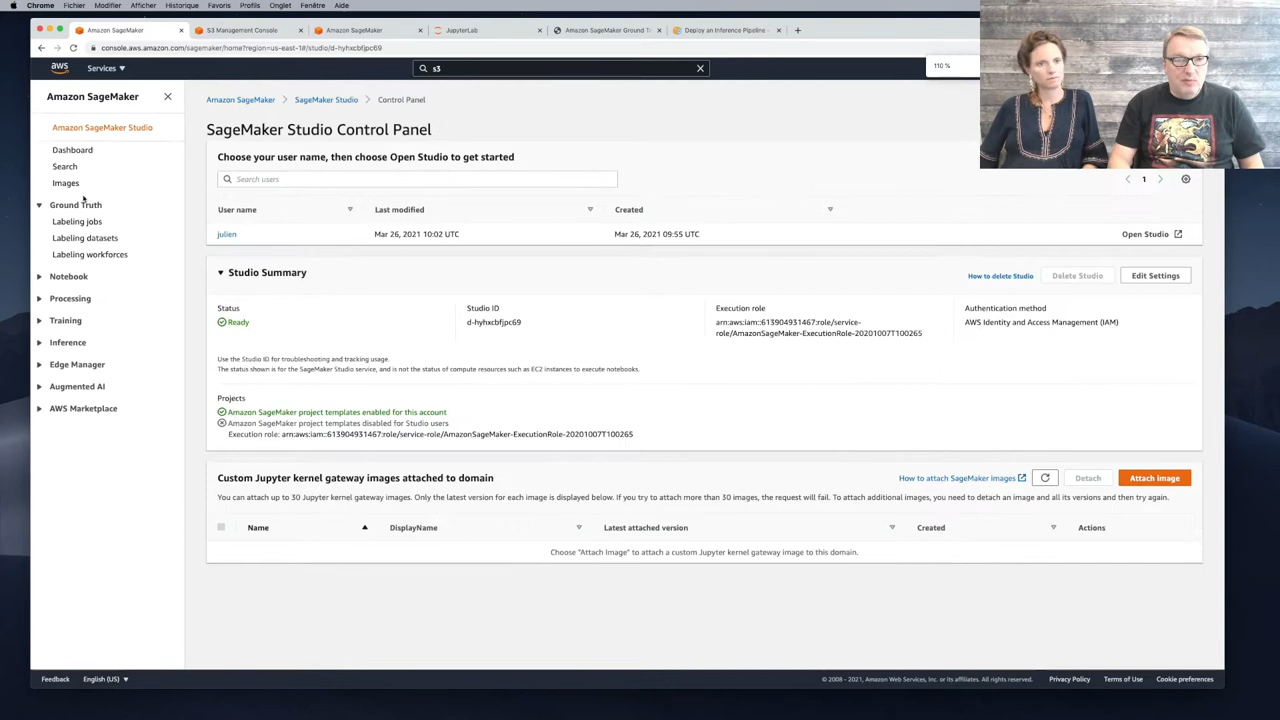 Chrome Fichier Modifier Afficher Historique Favoris Profils Onglet Fenêtre Aide
Amazon SageMaker
S3 Management Console
Amazon SageMaker
JupyterLab
Amazon SageMaker Ground T
Deploy an Inference Pipeline -
console.aws.amazon.com/sagemaker/home?region=us-east-1#/studio/d-hyhxcbfjpc69
110 %
aws
Services
s3
Amazon SageMaker
Amazon SageMaker Studio
Dashboard
Search
Images
Ground Truth
Labeling jobs
Labeling datasets
Labeling workforces
Notebook
Processing
Training
Inference
Edge Manager
Augmented AI
AWS Marketplace
Amazon SageMaker
SageMaker Studio
Control Panel
SageMaker Studio Control Panel
Choose your user name, then choose Open Studio to get started
Search users
1
User name
Last modified
Created
julien
Mar 26, 2021 10:02 UTC
Mar 26, 2021 09:55 UTC
Open Studio
Studio Summary
How to delete Studio
Delete Studio
Edit Settings
Status
Ready
Studio ID
d-hyhxcbfjpc69
Execution role
arn:aws:iam::613904931467:role/service-
role/AmazonSageMaker-ExecutionRole-20201007T100265
Authentication method
AWS Identity and Access Management (IAM)
Use the Studio ID for troubleshooting and tracking usage.
The status shown is for the SageMaker Studio service, and is not the status of compute resources such as EC2 instances to execute notebooks.
Projects
Amazon SageMaker project templates enabled for this account
Amazon SageMaker project templates disabled for Studio users
Execution role: arn:aws:iam::613904931467:role/service-role/AmazonSageMaker-ExecutionRole-20201007T100265
Custom Jupyter kernel gateway images attached to domain
How to attach SageMaker images
Detach
Attach image
You can attach up to 30 Jupyter kernel gateway images. Only the latest version for each image is displayed below. If you try to attach more than 30 images, the request will fail. To attach additional images, you need to detach an image and all its versions and then try again.
Name
DisplayName
Latest attached version
Created
Actions
Choose "Attach Image" to attach a custom Jupyter kernel gateway image to this domain.
Feedback
English (US)
© 2008 - 2021, Amazon Web Services, Inc. or its affiliates. All rights reserved.
Privacy Policy
Terms of Use
Cookie preferences